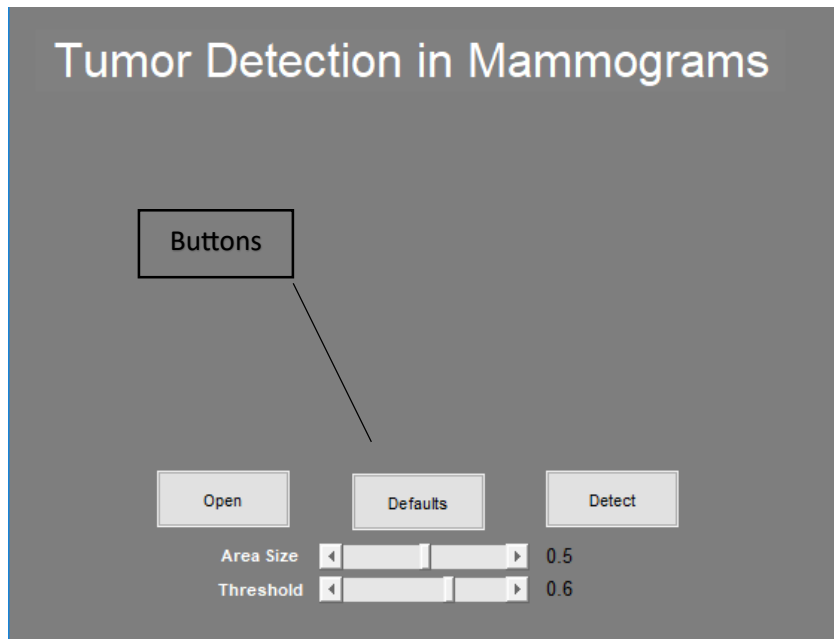 Tumor Detection in Mammograms
Buttons
Open Defaults Detect
Area Size 0.5
Threshold 0.6